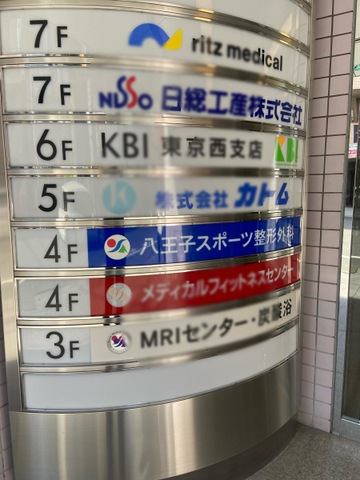 7F ritz medical
7F NISSO 日総工産株式会社
6F KBI 東京西支店 KBI
5F K 株式会社 カトム
4F 八王子スポーツ整形外科
4F メディカルフィットネスセンター
3F MRIセンター・炭酸浴